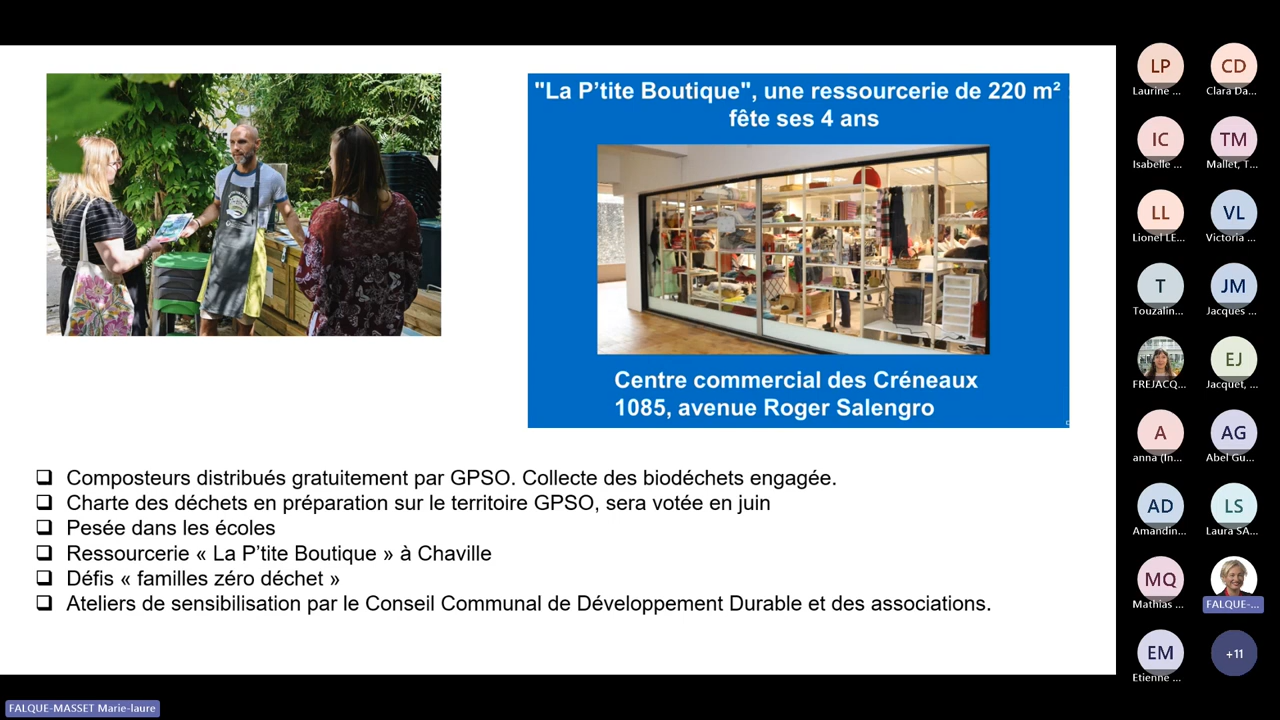 "La P’tite Boutique", une ressourcerie de 220 m²
fête ses 4 ans
Centre commercial des Créneaux
1085, avenue Roger Salengro
Composteurs distribués gratuitement par GPSO. Collecte des biodéchets engagée.
Charte des déchets en préparation sur le territoire GPSO, sera votée en juin
Pesée dans les écoles
Ressourcerie « La P’tite Boutique » à Chaville
Défis « familles zéro déchet »
Ateliers de sensibilisation par le Conseil Communal de Développement Durable et des associations.
LP
Laurine ...
CD
Clara Da...
IC
Isabelle ...
TM
Mallet, T...
LL
Lionel LE...
VL
Victoria ...
T
Touzalin...
JM
Jacques ...
FREJACQ...
EJ
Jacquet, ...
A
anna (In...
AG
Abel Gu...
AD
Amandin...
LS
Laura SA...
MQ
Mathias ...
FALQUE-...
EM
Etienne ...
+11
FALQUE-MASSET Marie-laure